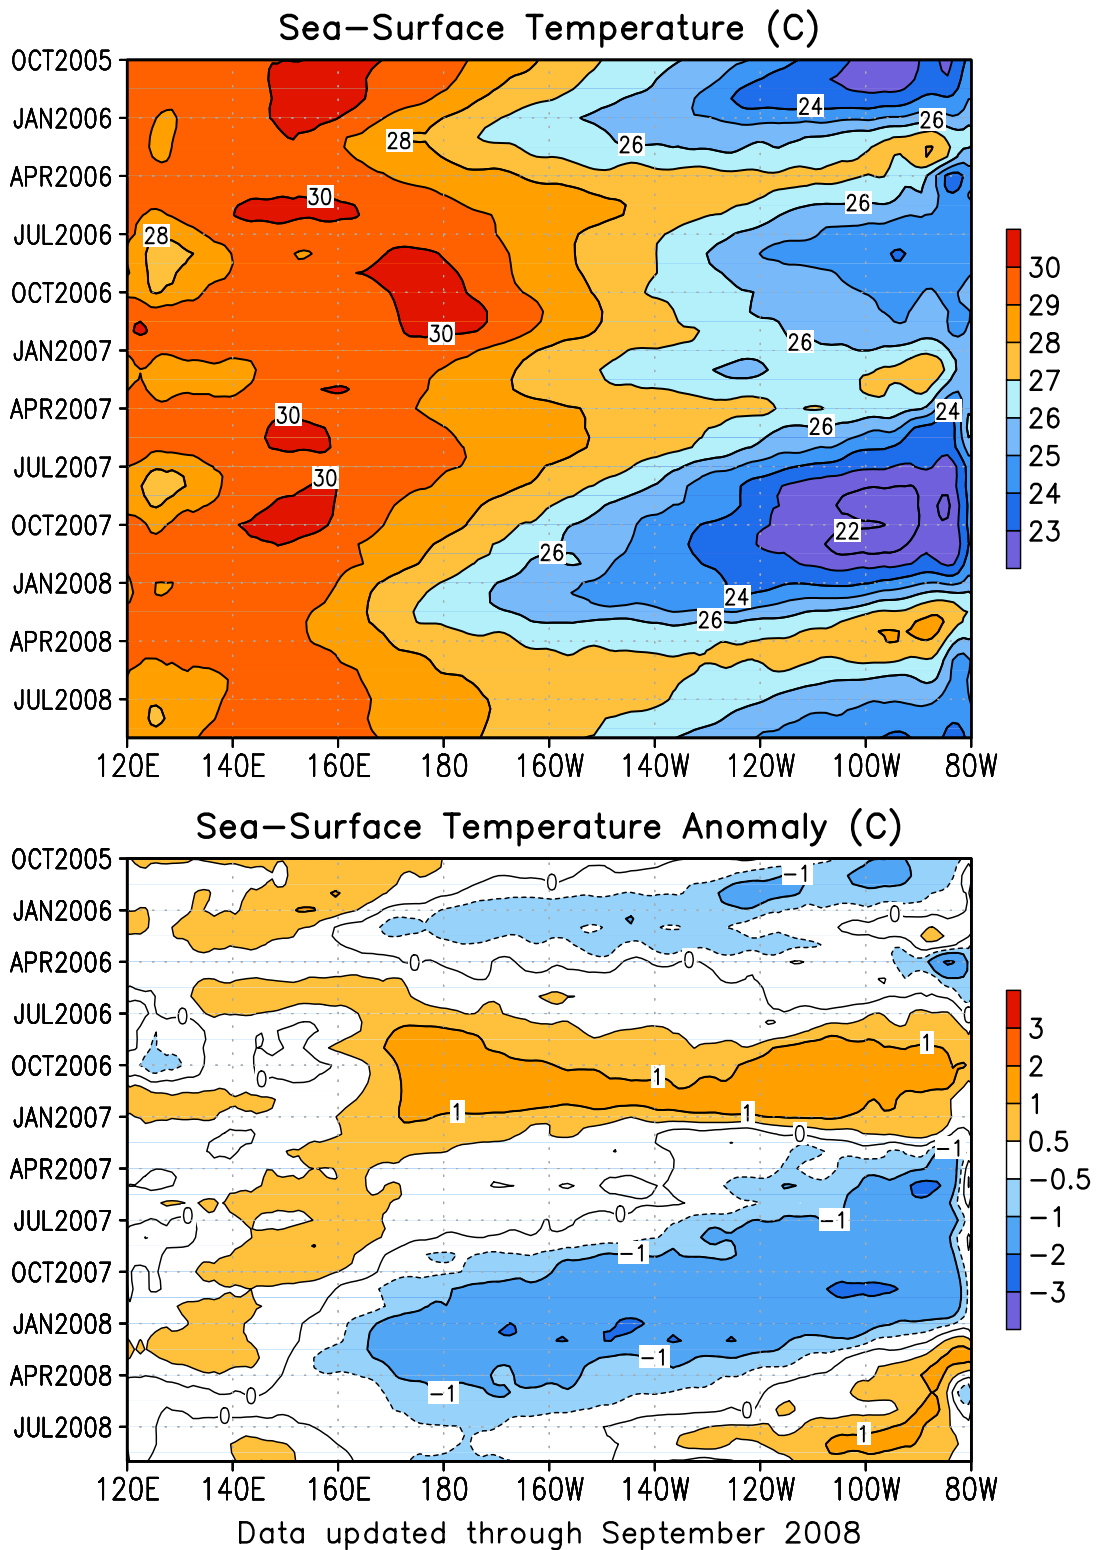 Sea-Surface Temperature (C)
OCT2005
JAN2006
APR2006
JUL2006
OCT2006
JAN2007
APR2007
JUL2007
OCT2007
JAN2008
APR2008
JUL2008
24
26
28
26
30
26
28
30
26
30
26
24
30
22
26
24
26
30
29
28
27
26
25
24
23
120E 140E 160E 180 160W 140W 120W 100W 80W
Sea-Surface Temperature Anomaly (C)
OCT2005
JAN2006
APR2006
JUL2006
OCT2006
JAN2007
APR2007
JUL2007
OCT2007
JAN2008
APR2008
JUL2008
-1
0
0
0
0
0
0
1
0
1
1
1
0
-1
0
0
-1
-1
-1
-1
0
0
0
1
3
2
1
0.5
-0.5
-1
-2
-3
120E 140E 160E 180 160W 140W 120W 100W 80W
Data updated through September 2008